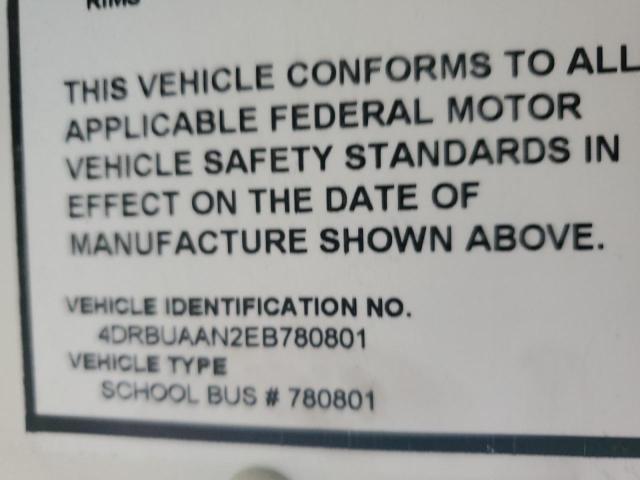 RIMS
THIS VEHICLE CONFORMS TO ALL
APPLICABLE FEDERAL MOTOR
VEHICLE SAFETY STANDARDS IN
EFFECT ON THE DATE OF
MANUFACTURE SHOWN ABOVE.
VEHICLE IDENTIFICATION NO.
4DRBUAAN2EB780801
VEHICLE TYPE
SCHOOL BUS # 780801